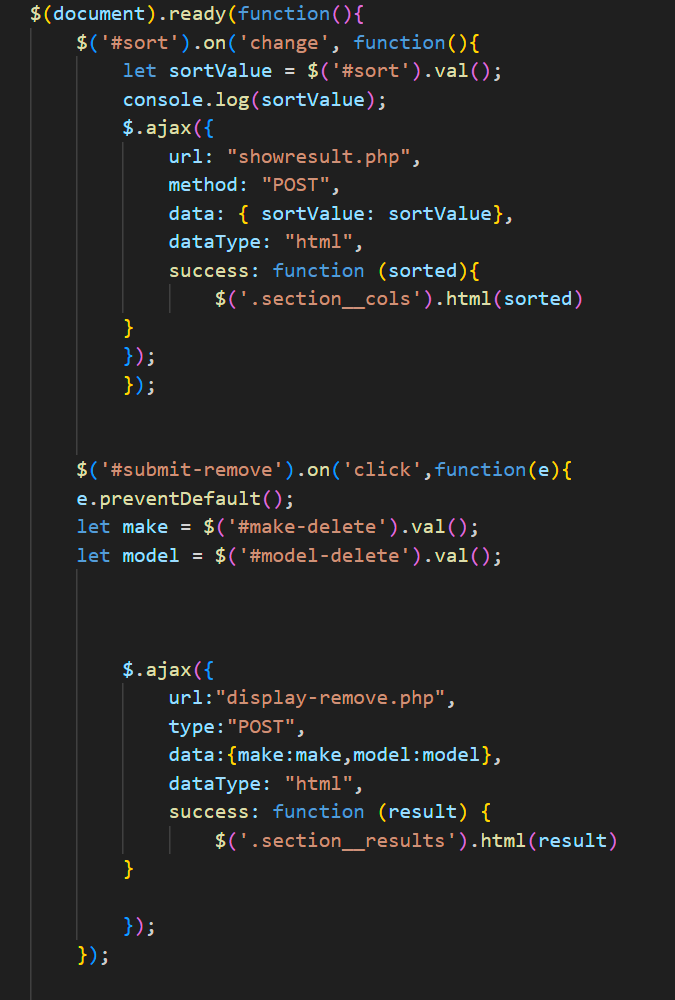 $(document).ready(function(){
    $('#sort').on('change', function(){
        let sortValue = $('#sort').val();
        console.log(sortValue);
        $.ajax({
            url: "showresult.php",
            method: "POST",
            data: { sortValue: sortValue},
            dataType: "html",
            success: function (sorted){
                $('.section__cols').html(sorted)
        }
        });
        });
    $('#submit-remove').on('click',function(e){
    e.preventDefault();
    let make = $('#make-delete').val();
    let model = $('#model-delete').val();
        $.ajax({
            url:"display-remove.php",
            type:"POST",
            data:{make:make,model:model},
            dataType: "html",
            success: function (result) {
                $('.section__results').html(result)
        }
        });
    });